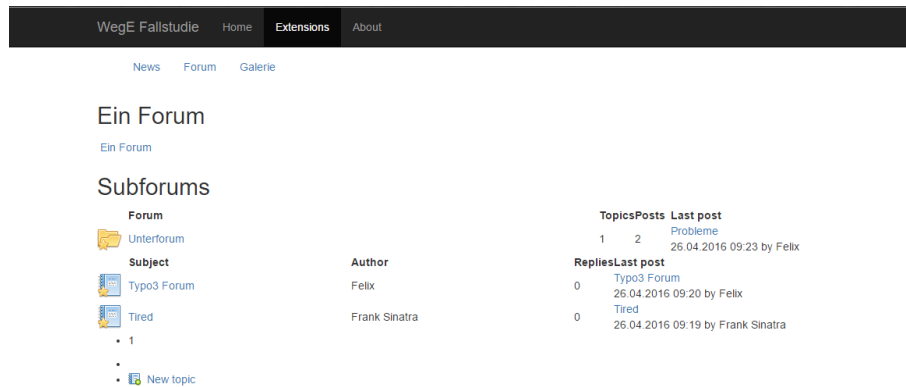 WegE Fallstudie Home Extensions About
News Forum Galerie
Ein Forum
Ein Forum
Subforums
Forum Topics Posts Last post
Unterforum 1 2 Probleme
26.04.2016 09:23 by Felix
Subject Author Replies Last post
Typo3 Forum Felix 0 Typo3 Forum
26.04.2016 09:20 by Felix
Tired Frank Sinatra 0 Tired
26.04.2016 09:19 by Frank Sinatra
1
New topic